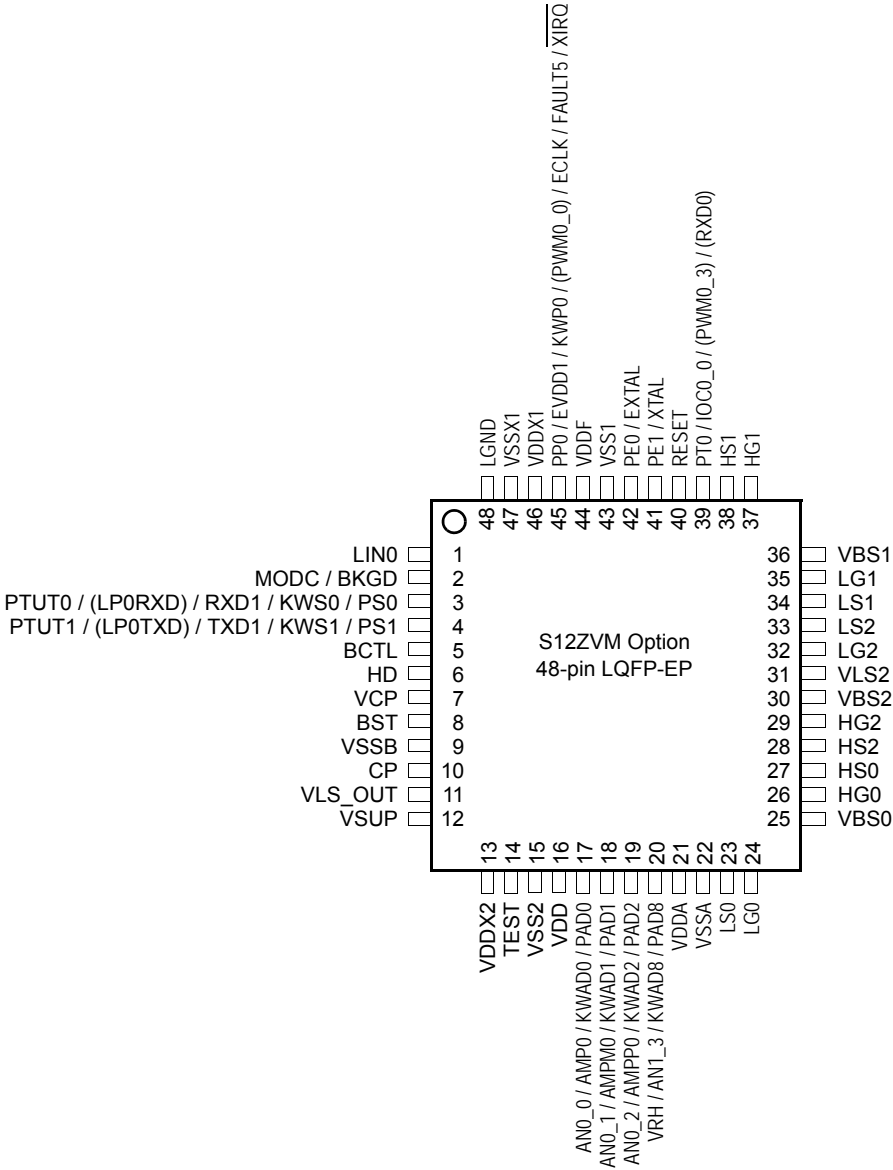 PP0 / EVDD1 / KWP0 / (PWM0_0) / ECLK / FAULT5 / XIRQ
PT0 / IOC0_0 / (PWM0_3) / (RXD0)
LGND
VSSX1
VDDX1
VDDF
VSS1
PE0 / EXTAL
PE1 / XTAL
RESET
HS1
HG1
48
47
46
45
44
43
42
41
40
39
38
37
LIN0 1
MODC / BKGD 2
PTUT0 / (LP0RXD) / RXD1 / KWS0 / PS0 3
PTUT1 / (LP0TXD) / TXD1 / KWS1 / PS1 4
BCTL 5
HD 6
VCP 7
BST 8
VSSB 9
CP 10
VLS_OUT 11
VSUP 12
S12ZVM Option
48-pin LQFP-EP
36 VBS1
35 LG1
34 LS1
33 LS2
32 LG2
31 VLS2
30 VBS2
29 HG2
28 HS2
27 HS0
26 HG0
25 VBS0
13
14
15
16
17
18
19
20
21
22
23
24
VDDX2
TEST
VSS2
VDD
AN0_0 / AMP0 / KWAD0 / PAD0
AN0_1 / AMPM0 / KWAD1 / PAD1
AN0_2 / AMPP0 / KWAD2 / PAD2
VRH / AN1_3 / KWAD8 / PAD8
VDDA
VSSA
LS0
LG0